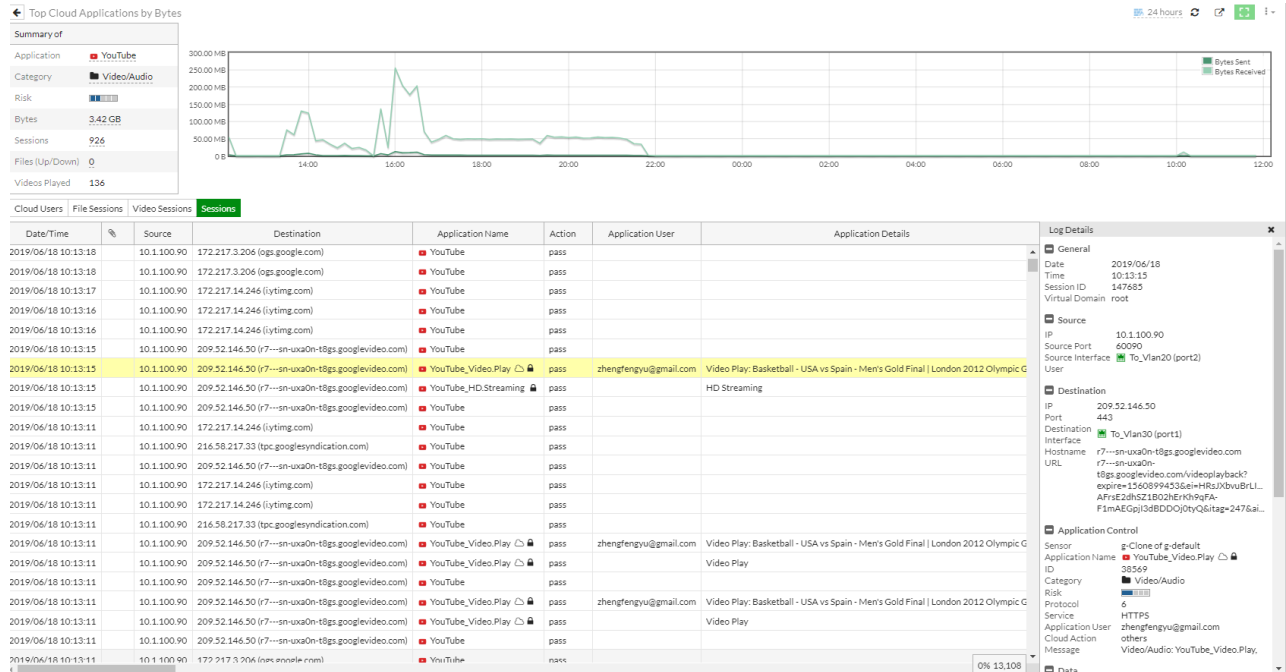 Top Cloud Applications by Bytes
24 hours
Summary of
Application YouTube
Category Video/Audio
Risk
Bytes 3.42 GB
Sessions 926
Files (Up/Down) 0
Videos Played 136
300.00 MB
250.00 MB
200.00 MB
150.00 MB
100.00 MB
50.00 MB
0 B
14:00 16:00 18:00 20:00 22:00 00:00 02:00 04:00 06:00 08:00 10:00 12:00
Bytes Sent
Bytes Received
Cloud Users File Sessions Video Sessions Sessions
Date/Time Source Destination Application Name Action Application User Application Details
2019/06/18 10:13:18 10.1.100.90 172.217.3.206 (ogs.google.com) YouTube pass
2019/06/18 10:13:18 10.1.100.90 172.217.3.206 (ogs.google.com) YouTube pass
2019/06/18 10:13:17 10.1.100.90 172.217.14.246 (i.ytimg.com) YouTube pass
2019/06/18 10:13:16 10.1.100.90 172.217.14.246 (i.ytimg.com) YouTube pass
2019/06/18 10:13:16 10.1.100.90 172.217.14.246 (i.ytimg.com) YouTube pass
2019/06/18 10:13:15 10.1.100.90 209.52.146.50 (r7---sn-uxa0n-t8gs.googlevideo.com) YouTube pass
2019/06/18 10:13:15 10.1.100.90 209.52.146.50 (r7---sn-uxa0n-t8gs.googlevideo.com) YouTube_Video.Play pass zhengfengyu@gmail.com Video Play: Basketball - USA vs Spain - Men's Gold Final | London 2012 Olympic G
2019/06/18 10:13:15 10.1.100.90 209.52.146.50 (r7---sn-uxa0n-t8gs.googlevideo.com) YouTube_HD.Streaming pass HD Streaming
2019/06/18 10:13:15 10.1.100.90 209.52.146.50 (r7---sn-uxa0n-t8gs.googlevideo.com) YouTube pass
2019/06/18 10:13:11 10.1.100.90 172.217.14.246 (i.ytimg.com) YouTube pass
2019/06/18 10:13:11 10.1.100.90 216.58.217.33 (tpc.googlesyndication.com) YouTube pass
2019/06/18 10:13:11 10.1.100.90 209.52.146.50 (r7---sn-uxa0n-t8gs.googlevideo.com) YouTube pass
2019/06/18 10:13:11 10.1.100.90 172.217.14.246 (i.ytimg.com) YouTube pass
2019/06/18 10:13:11 10.1.100.90 172.217.14.246 (i.ytimg.com) YouTube pass
2019/06/18 10:13:11 10.1.100.90 216.58.217.33 (tpc.googlesyndication.com) YouTube pass
2019/06/18 10:13:11 10.1.100.90 209.52.146.50 (r7---sn-uxa0n-t8gs.googlevideo.com) YouTube_Video.Play pass zhengfengyu@gmail.com Video Play: Basketball - USA vs Spain - Men's Gold Final | London 2012 Olympic G
2019/06/18 10:13:11 10.1.100.90 209.52.146.50 (r7---sn-uxa0n-t8gs.googlevideo.com) YouTube_Video.Play pass Video Play
2019/06/18 10:13:11 10.1.100.90 209.52.146.50 (r7---sn-uxa0n-t8gs.googlevideo.com) YouTube pass
2019/06/18 10:13:11 10.1.100.90 209.52.146.50 (r7---sn-uxa0n-t8gs.googlevideo.com) YouTube_Video.Play pass zhengfengyu@gmail.com Video Play: Basketball - USA vs Spain - Men's Gold Final | London 2012 Olympic G
2019/06/18 10:13:11 10.1.100.90 209.52.146.50 (r7---sn-uxa0n-t8gs.googlevideo.com) YouTube_Video.Play pass Video Play
2019/06/18 10:13:11 10.1.100.90 209.52.146.50 (r7---sn-uxa0n-t8gs.googlevideo.com) YouTube pass
2019/06/18 10:13:11 10.1.100.90 172.217.3.206 (ogs.google.com) YouTube pass
0% 13,108
Log Details
General
Date 2019/06/18
Time 10:13:15
Session ID 147685
Virtual Domain root
Source
IP 10.1.100.90
Source Port 60090
Source Interface To_Vlan20 (port2)
User
Destination
IP 209.52.146.50
Port 443
Destination Interface To_Vlan30 (port1)
Hostname r7---sn-uxa0n-t8gs.googlevideo.com
URL r7---sn-uxa0n-
t8gs.googlevideo.com/videoplayback?
expire=1560899453&ei=HRsJXbvuBrLI...
AFrsE2dhSZ1B02hErKh9qFA-
F1mAEGpjI3dBDDOj0tyQ&itag=247&ai...
Application Control
Sensor g-Clone of g-default
Application Name YouTube_Video.Play
ID 38569
Category Video/Audio
Risk
Protocol 6
Service HTTPS
Application User zhengfengyu@gmail.com
Cloud Action others
Message Video/Audio: YouTube_Video.Play,
Data